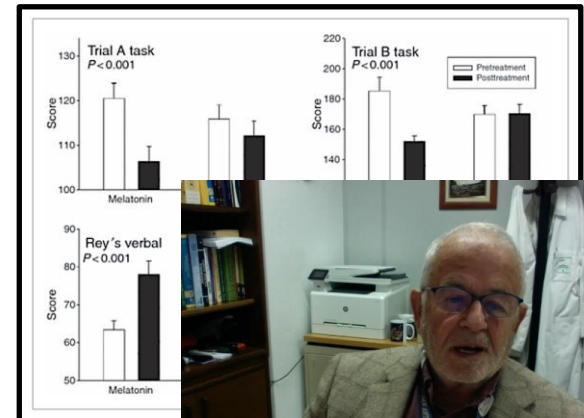 Trial A task
P<0.001
130
120
110
100
Score
Melatonin
Trial B task
P<0.001
220
200
180
160
140
Score
Pretreatment
Posttreatment
Rey's verbal
P<0.001
90
80
70
60
50
Score
Melatonin
hp